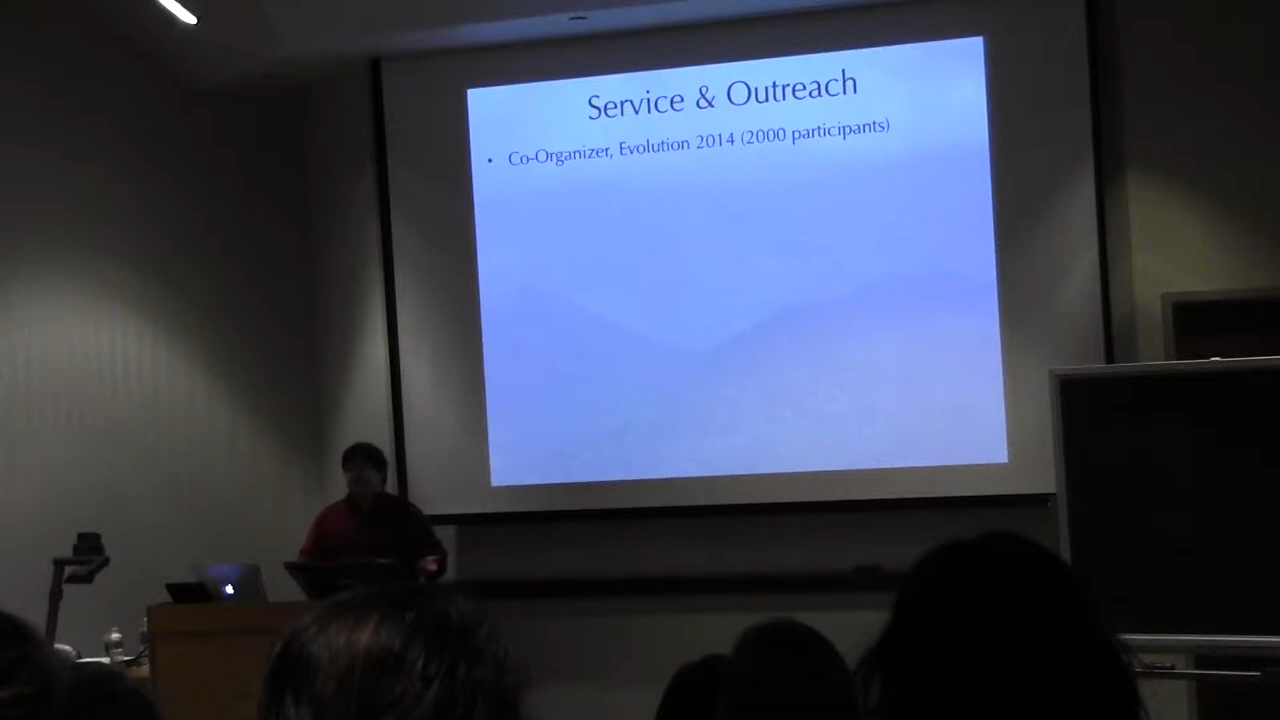 Service & Outreach
• Co-Organizer, Evolution 2014 (2000 participants)